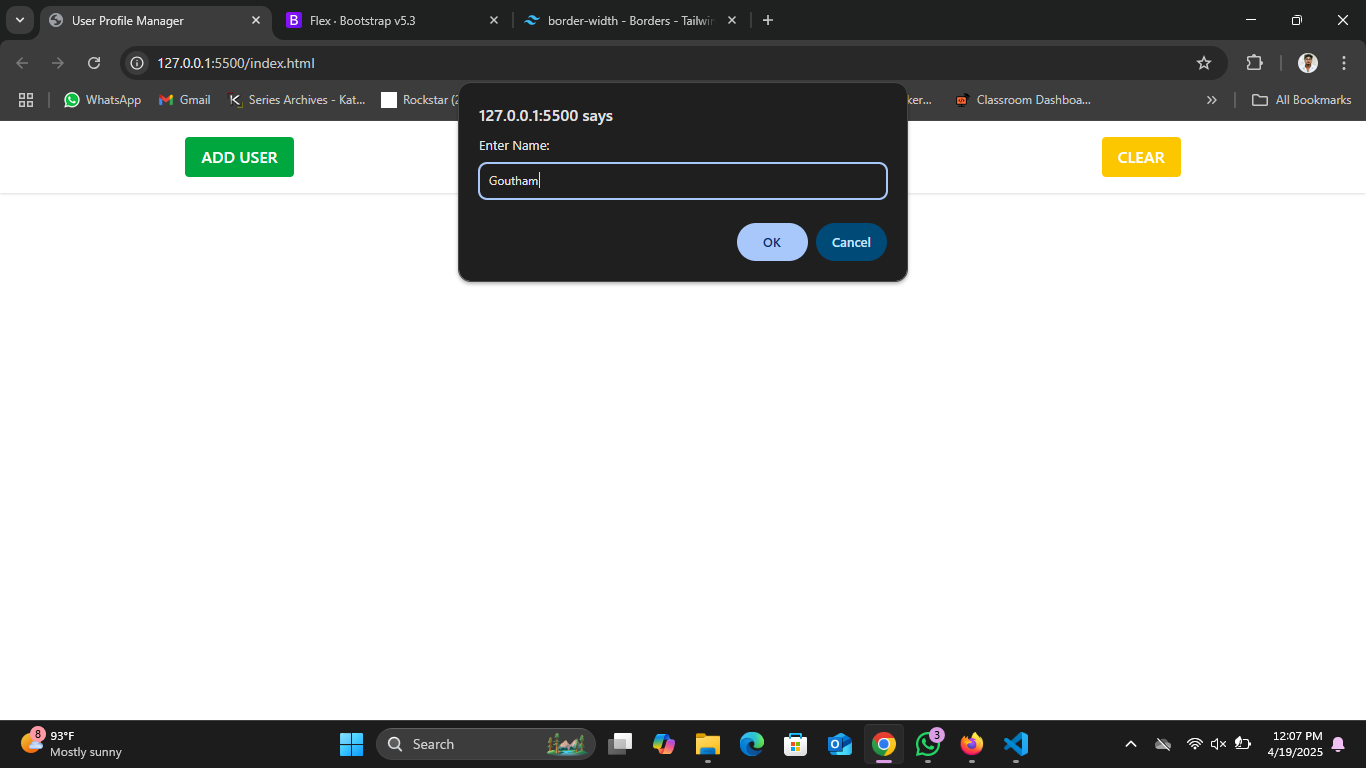 User Profile Manager
Flex · Bootstrap v5.3
border-width - Borders - Tailwin
127.0.0.1:5500/index.html
WhatsApp
Gmail
Series Archives - Kat...
Rockstar (2
ker...
Classroom Dashboa...
All Bookmarks
127.0.0.1:5500 says
Enter Name:
Goutham
OK
Cancel
ADD USER
CLEAR
8
93°F
Mostly sunny
Search
3
12:07 PM
4/19/2025